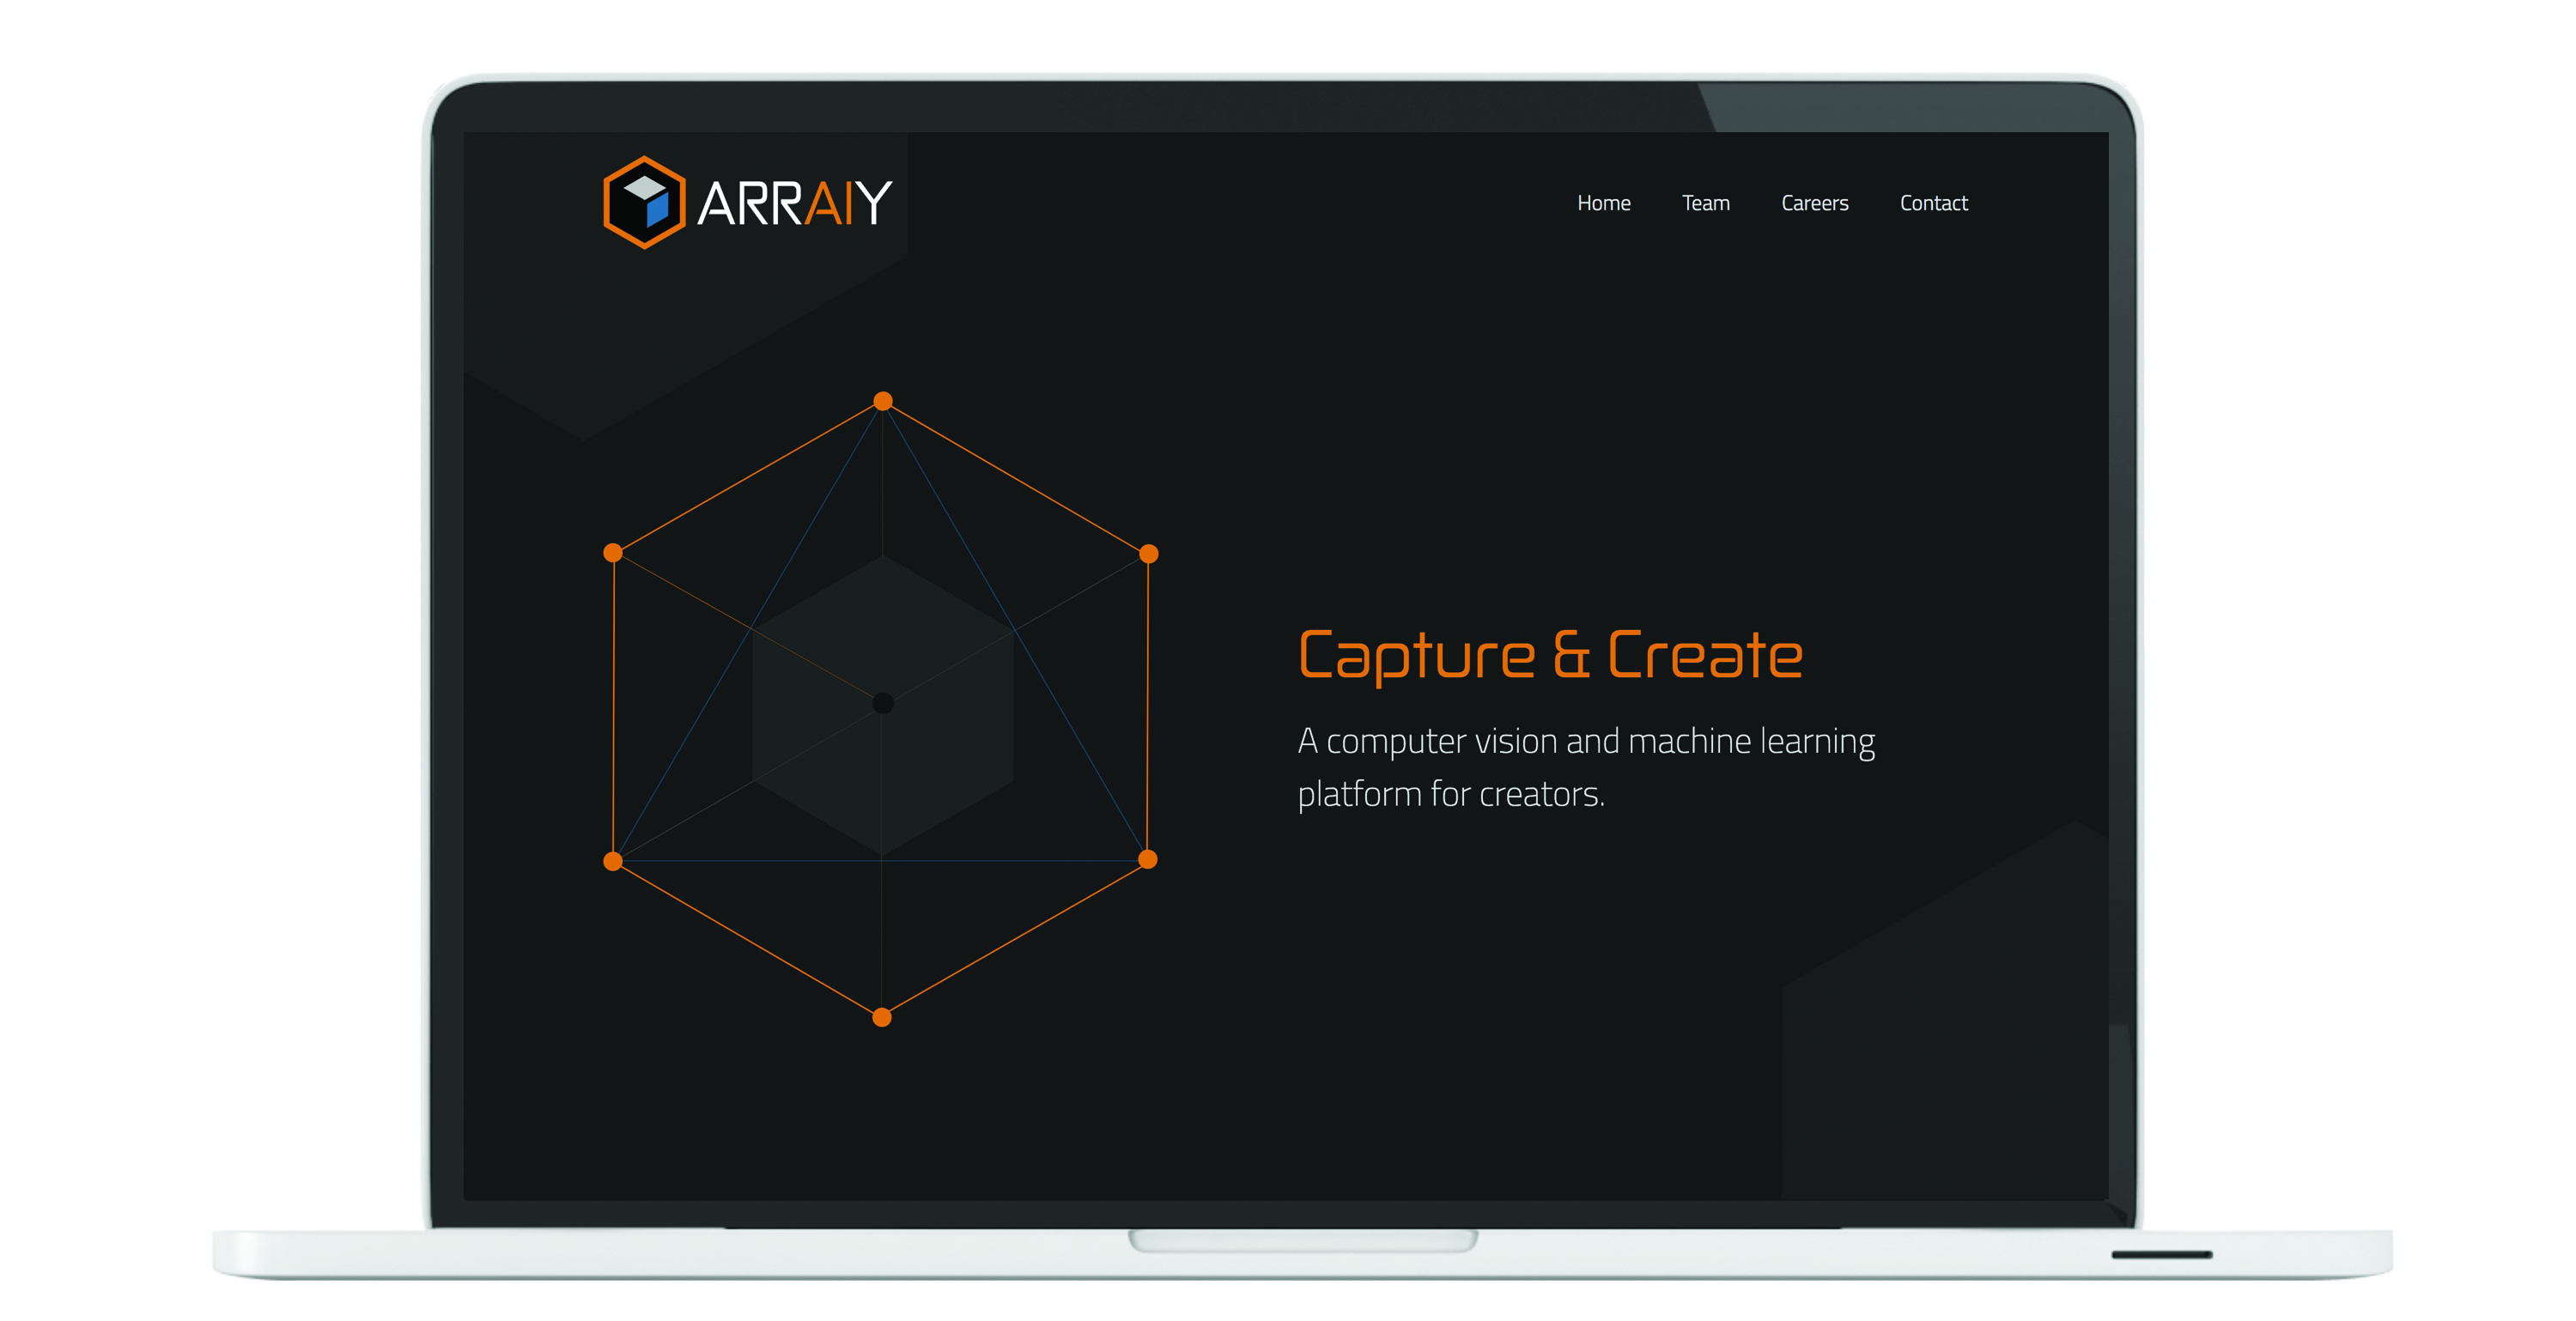 ARRAIY
Home Team Careers Contact
Capture & Create
A computer vision and machine learning
platform for creators.